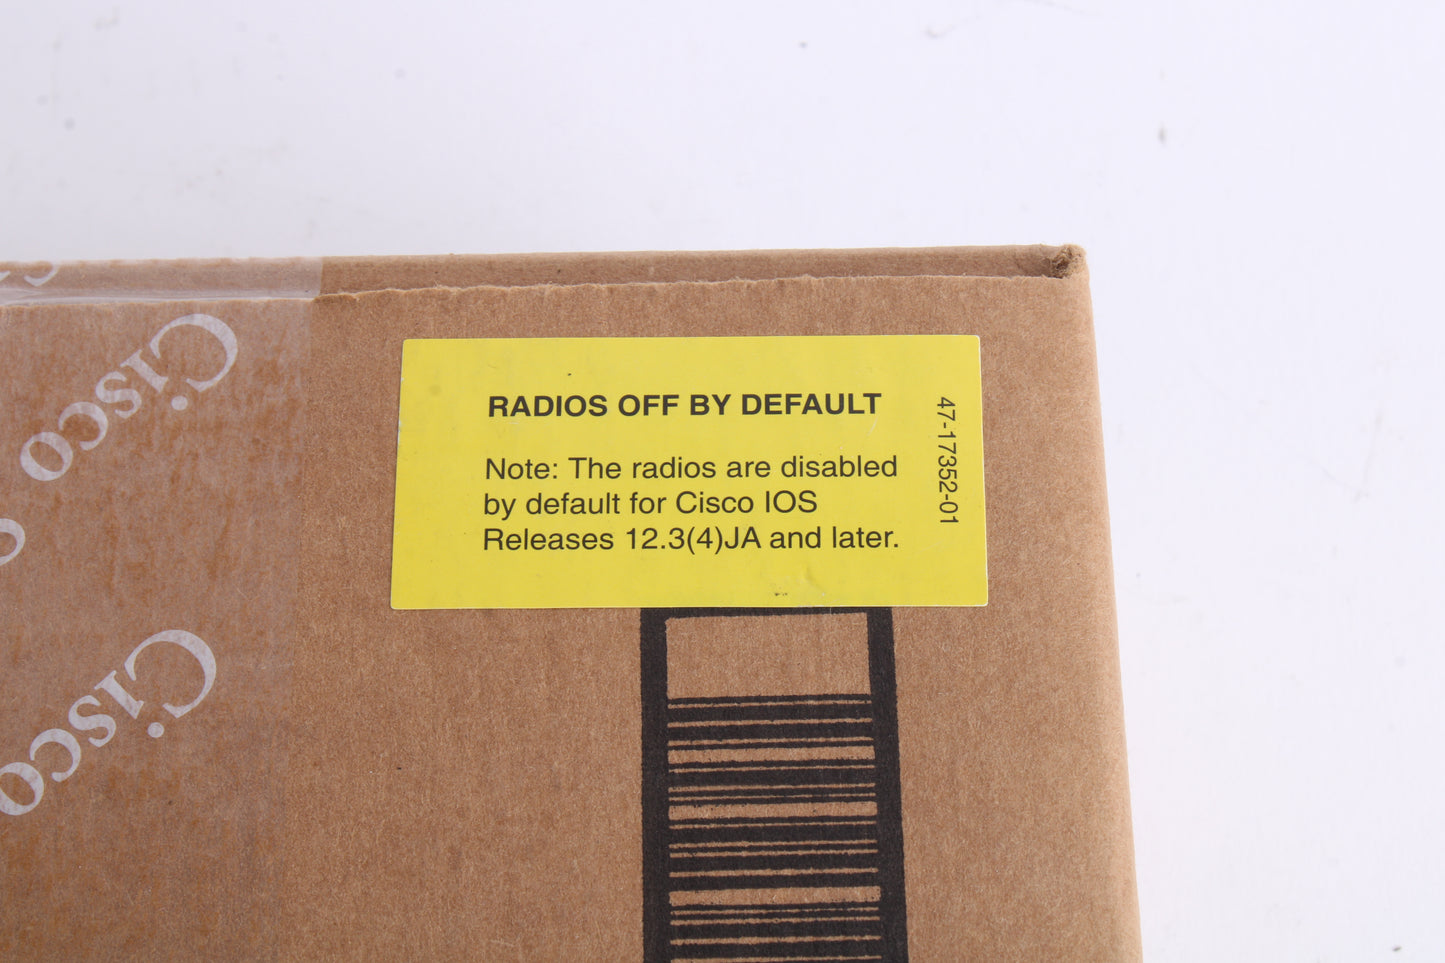 RADIOS OFF BY DEFAULT
Note: The radios are disabled
by default for Cisco IOS
Releases 12.3(4)JA and later.
47-17352-01
Cisco
Cisco